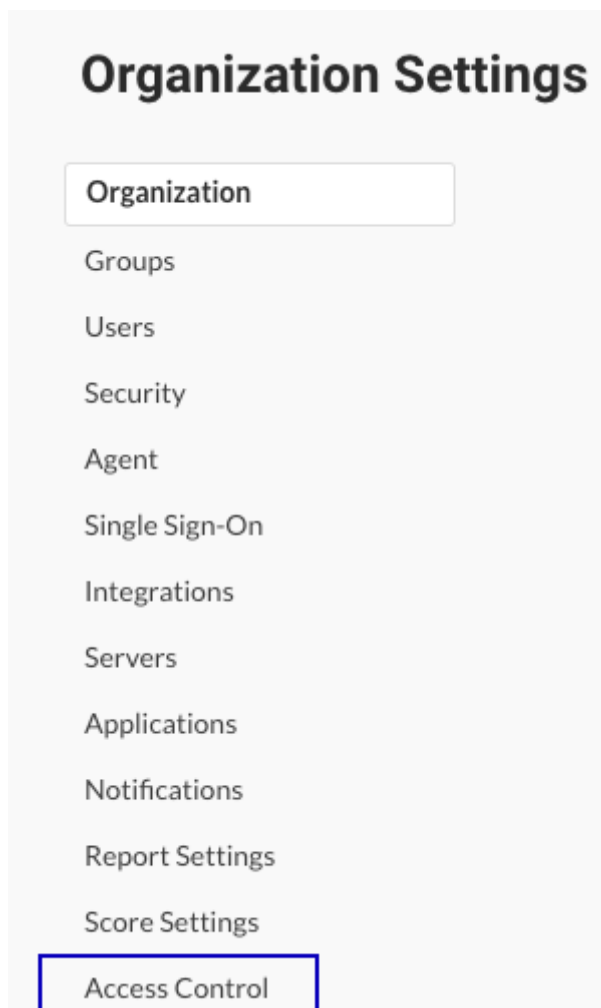 Organization Settings
Organization
Groups
Users
Security
Agent
Single Sign-On
Integrations
Servers
Applications
Notifications
Report Settings
Score Settings
Access Control